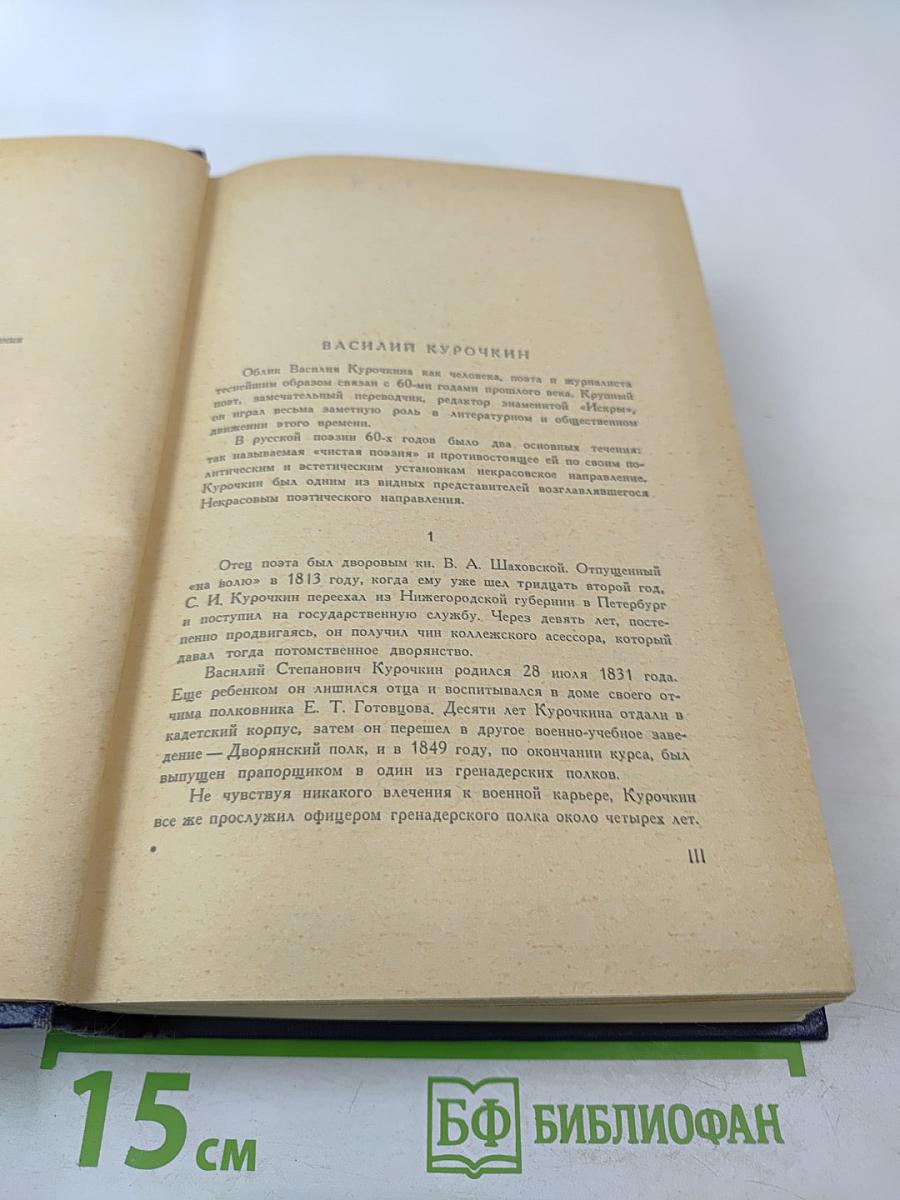 ВАСИЛИЙ КУРОЧКИН
Облик Василия Курочкина как человека, поэта и журналиста
теснейшим образом связан с 60-ми годами прошлого века. Крупный
поэт, замечательный переводчик, редактор знаменитой «Искры»,
он играл весьма заметную роль в литературном и общественном
движении этого времени.
В русской поэзии 60-х годов было два основных течения:
так называемая «чистая поэзия» и противостоящее ей по своим по-
литическим и эстетическим установкам некрасовское направление.
Курочкин был одним из видных представителей возглавлявшегося
Некрасовым поэтического направления.
1
Отец поэта был дворовым кн. В. А. Шаховской. Отпущенный
«на волю» в 1813 году, когда ему уже шел тридцать второй год,
С. И. Курочкин переехал из Нижегородской губернии в Петербург
и поступил на государственную службу. Через девять лет, посте-
пенно продвигаясь, он получил чин коллежского асессора, который
давал тогда потомственное дворянство.
Василий Степанович Курочкин родился 28 июля 1831 года.
Еще ребенком он лишился отца и воспитывался в доме своего от-
чима полковника Е. Т. Готовцова. Десяти лет Курочкина отдали в
кадетский корпус, затем он перешел в другое военно-учебное заве-
дение — Дворянский полк, и в 1849 году, по окончании курса, был
выпущен прапорщиком в один из гренадерских полков.
Не чувствуя никакого влечения к военной карьере, Курочкин
все же прослужил офицером гренадерского полка около четырех лет.
III
15 см
БФ БИБЛИОФАН